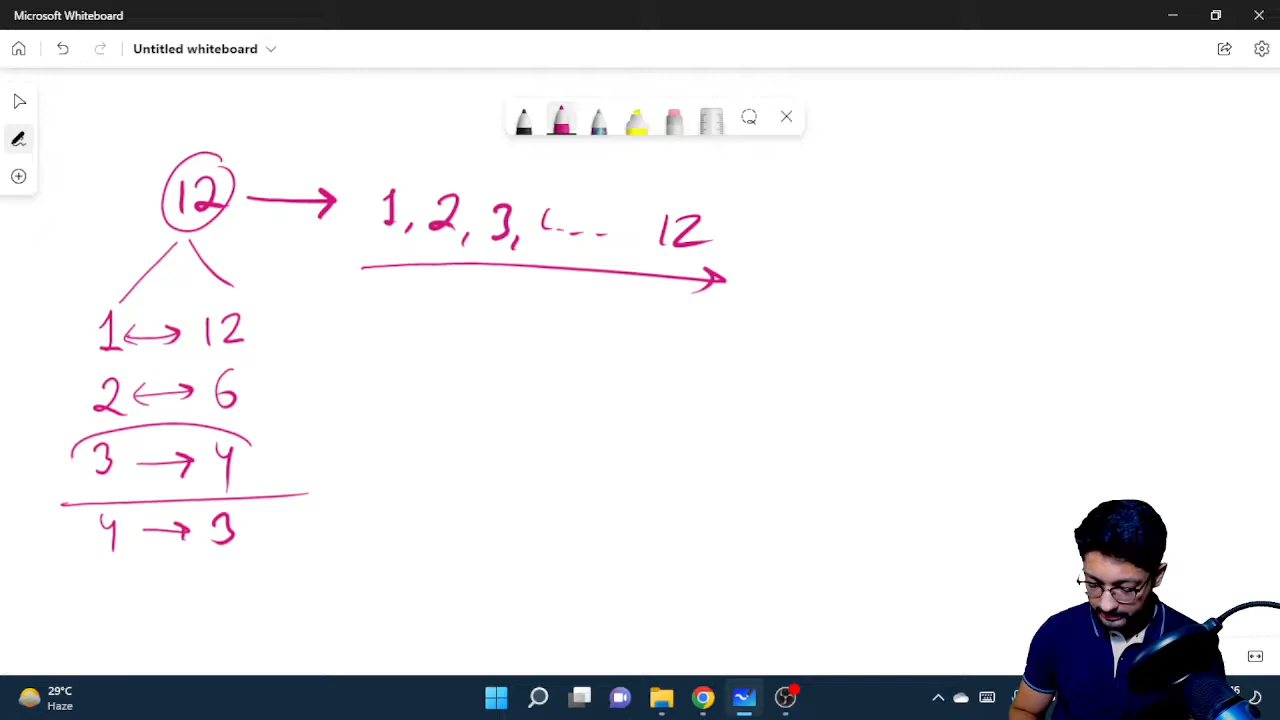 Microsoft Whiteboard
Untitled whiteboard
12 → 1, 2, 3, 4... 12
1 ↔ 12
2 ↔ 6
3 → 4
4 → 3
29°C
Haze